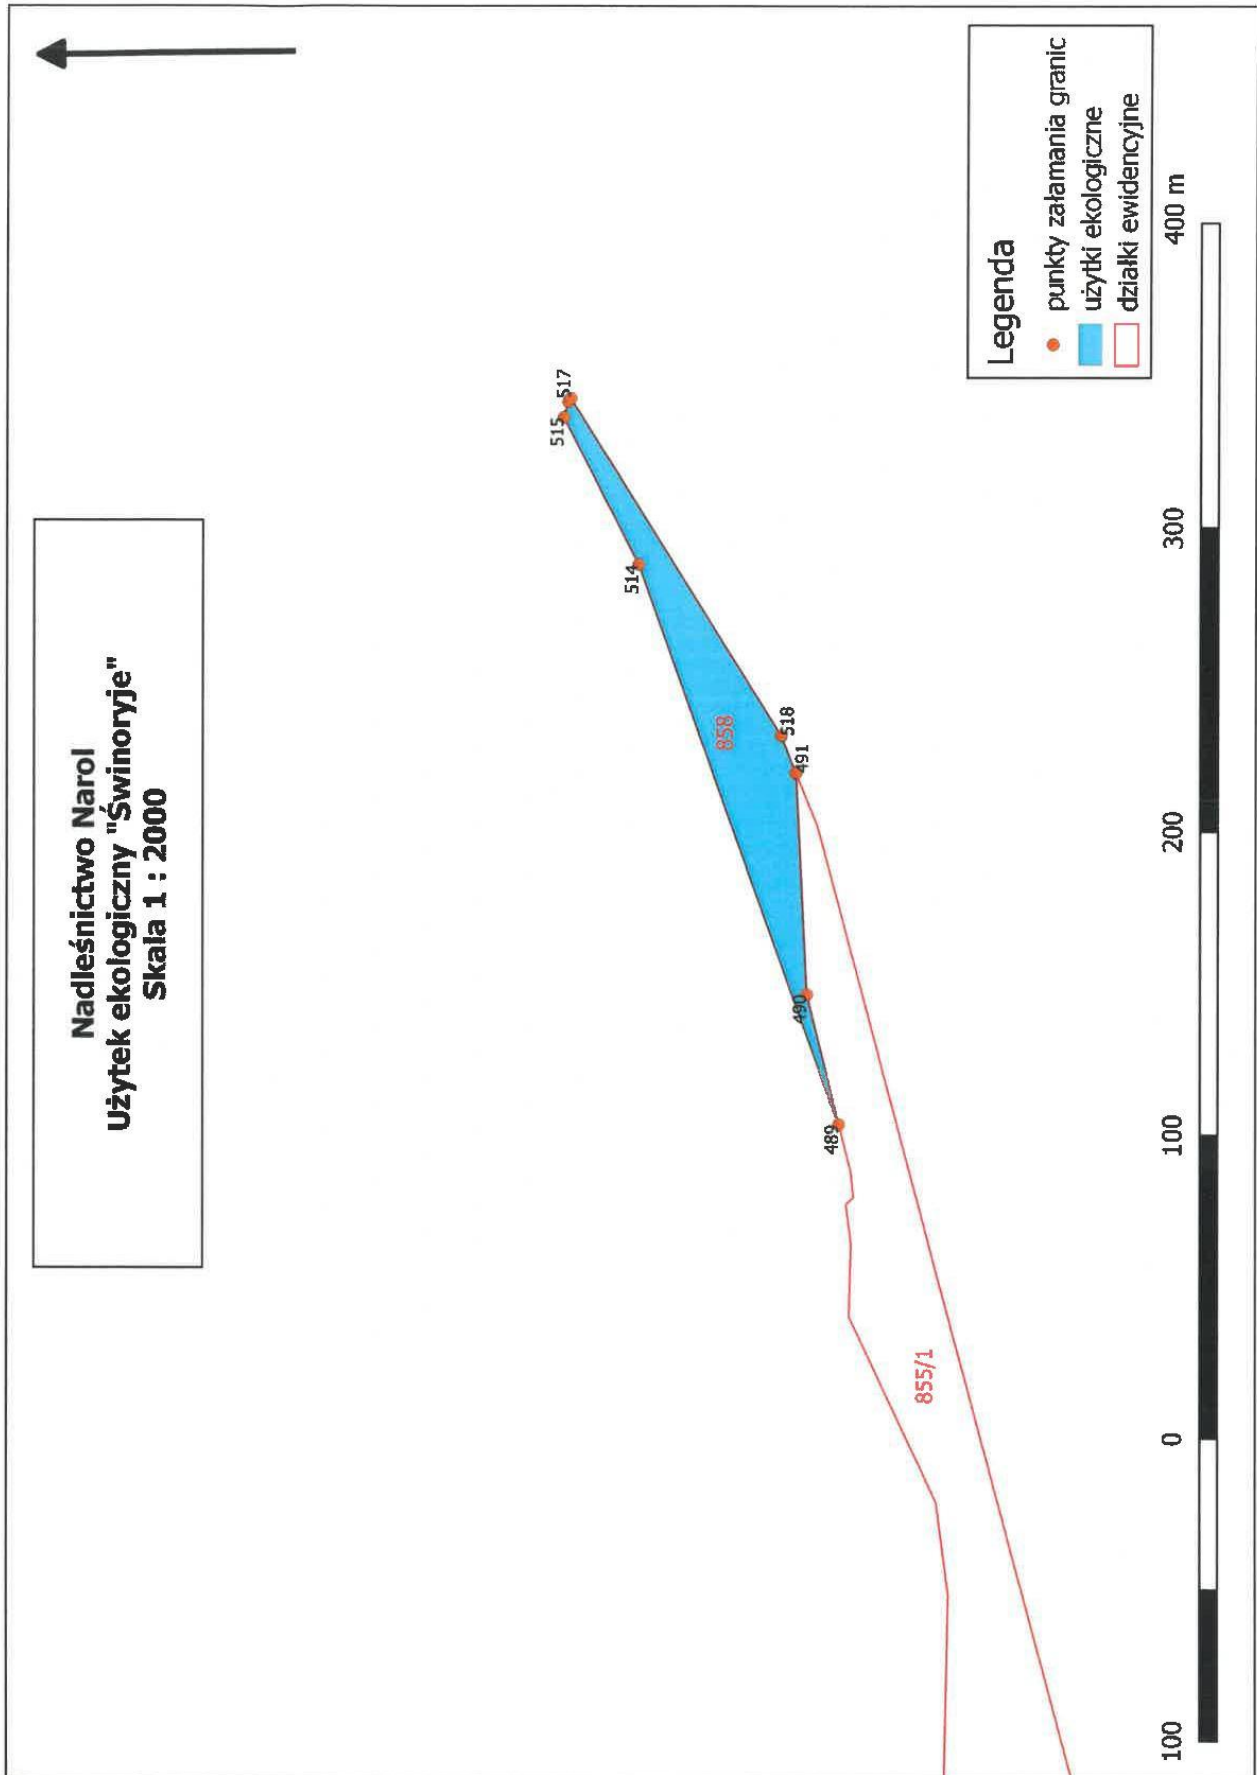 Nadleśnictwo Narol
Użytek ekologiczny "Świnoryje"
Skala 1 : 2000
515
517
514
858
518
491
490
489
855/1
Legenda
punkty załamania granic
użytki ekologiczne
działki ewidencyjne
100
0
100
200
300
400 m